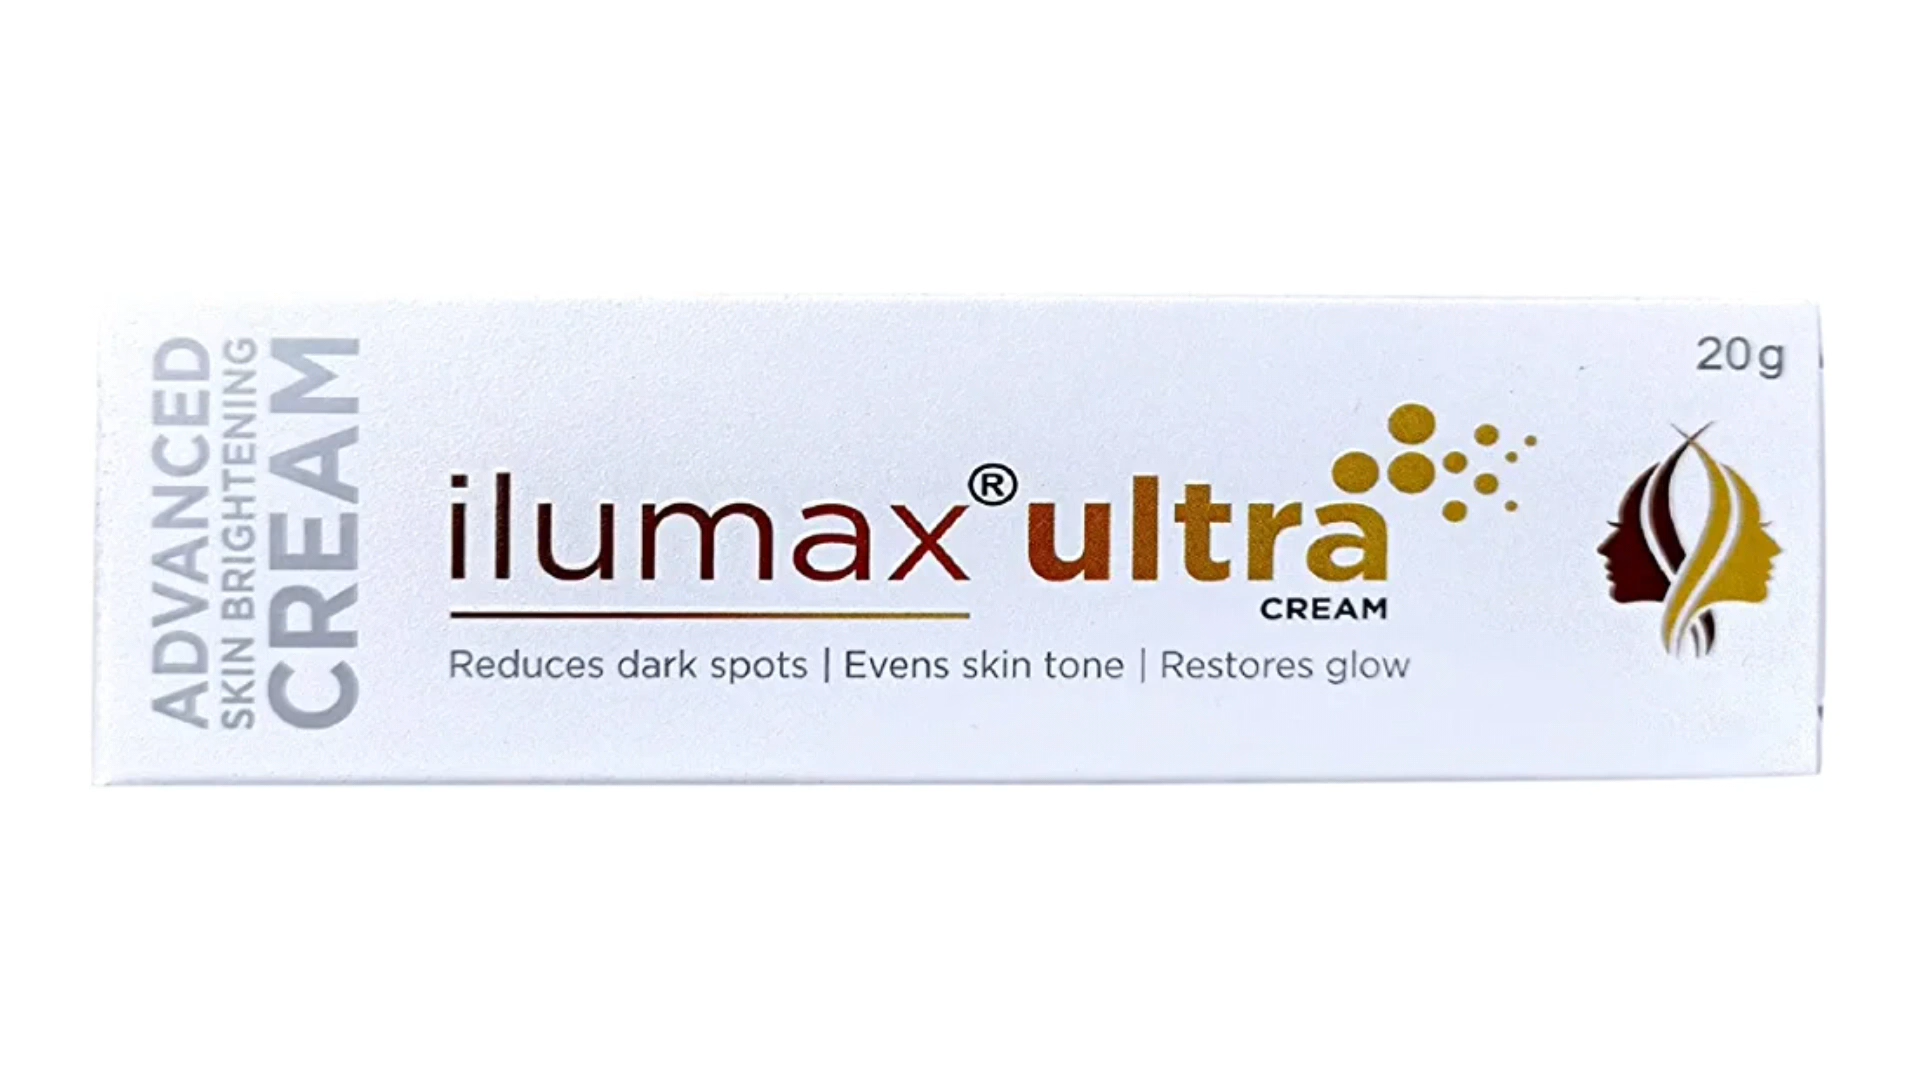 ADVANCED
SKIN BRIGHTENING
CREAM
20g
ilumax® ultra
CREAM
Reduces dark spots | Evens skin tone | Restores glow